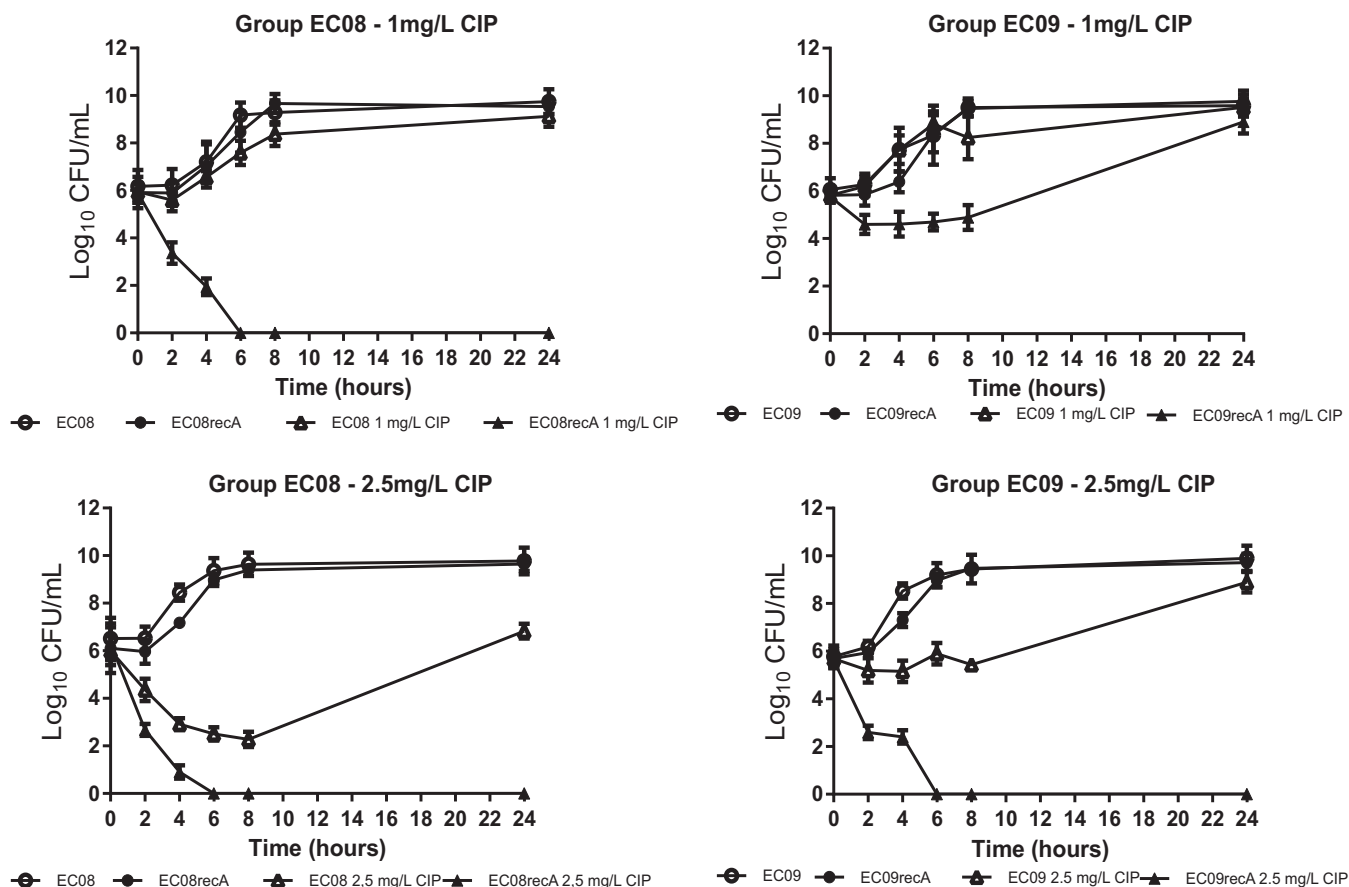 Group EC08 - 1mg/L CIP
12
10
8
6
4
2
0
Log10 CFU/mL
0 2 4 6 8 10 12 14 16 18 20 22 24
Time (hours)
EC08 EC08recA EC08 1 mg/L CIP EC08recA 1 mg/L CIP
Group EC09 - 1mg/L CIP
12
10
8
6
4
2
0
Log10 CFU/mL
0 2 4 6 8 10 12 14 16 18 20 22 24
Time (hours)
EC09 EC09recA EC09 1 mg/L CIP EC09recA 1 mg/L CIP
Group EC08 - 2.5mg/L CIP
12
10
8
6
4
2
0
Log10 CFU/mL
0 2 4 6 8 10 12 14 16 18 20 22 24
Time (hours)
EC08 EC08recA EC08 2,5 mg/L CIP EC08recA 2,5 mg/L CIP
Group EC09 - 2.5mg/L CIP
12
10
8
6
4
2
0
Log10 CFU/mL
0 2 4 6 8 10 12 14 16 18 20 22 24
Time (hours)
EC09 EC09recA EC09 2.5 mg/L CIP EC09recA 2.5 mg/L CIP